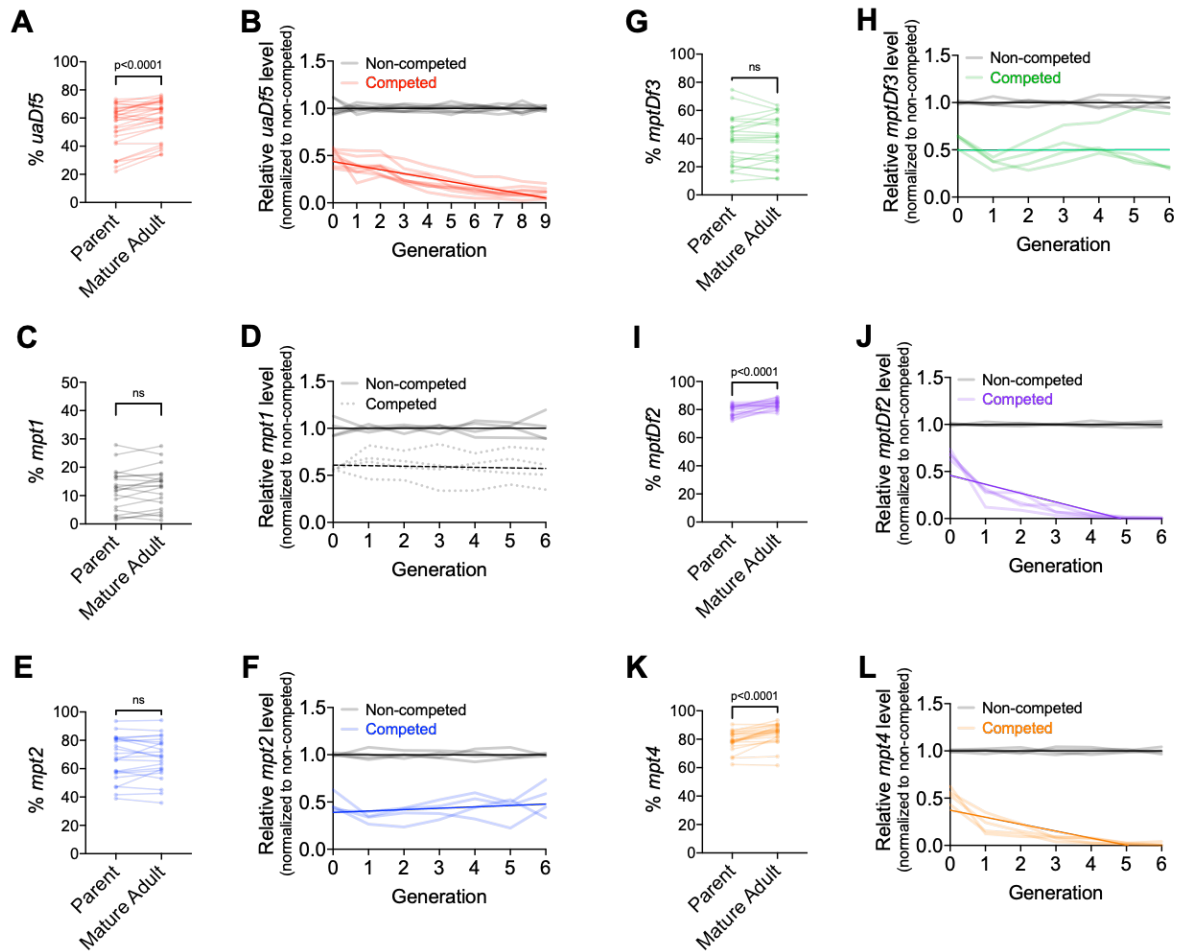 A
% uaDf5
100
80
60
40
20
0
p<0.0001
Parent
Mature Adult
B
Relative uaDf5 level
(normalized to non-competed)
1.5
1.0
0.5
0.0
Non-competed
Competed
0 1 2 3 4 5 6 7 8 9
Generation
G
% mptDf3
100
80
60
40
20
0
ns
Parent
Mature Adult
H
Relative mptDf3 level
(normalized to non-competed)
1.5
1.0
0.5
0.0
Non-competed
Competed
0 1 2 3 4 5 6
Generation
C
% mpt1
50
40
30
20
10
0
ns
Parent
Mature Adult
D
Relative mpt1 level
(normalized to non-competed)
1.5
1.0
0.5
0.0
Non-competed
Competed
0 1 2 3 4 5 6
Generation
I
% mptDf2
100
80
60
40
20
0
p<0.0001
Parent
Mature Adult
J
Relative mptDf2 level
(normalized to non-competed)
1.5
1.0
0.5
0.0
Non-competed
Competed
0 1 2 3 4 5 6
Generation
E
% mpt2
100
80
60
40
20
0
ns
Parent
Mature Adult
F
Relative mpt2 level
(normalized to non-competed)
1.5
1.0
0.5
0.0
Non-competed
Competed
0 1 2 3 4 5 6
Generation
K
% mpt4
100
80
60
40
20
0
p<0.0001
Parent
Mature Adult
L
Relative mpt4 level
(normalized to non-competed)
1.5
1.0
0.5
0.0
Non-competed
Competed
0 1 2 3 4 5 6
Generation